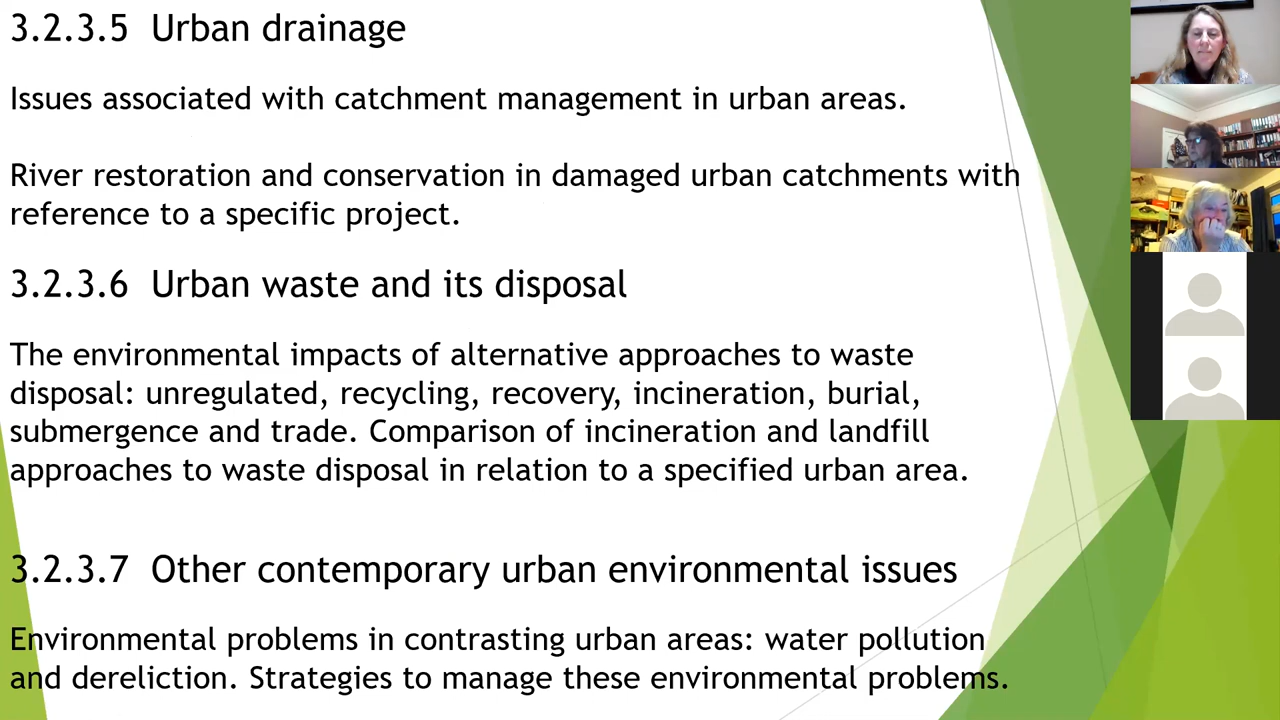 3.2.3.5 Urban drainage
Issues associated with catchment management in urban areas.
River restoration and conservation in damaged urban catchments with
reference to a specific project.
3.2.3.6 Urban waste and its disposal
The environmental impacts of alternative approaches to waste
disposal: unregulated, recycling, recovery, incineration, burial,
submergence and trade. Comparison of incineration and landfill
approaches to waste disposal in relation to a specified urban area.
3.2.3.7 Other contemporary urban environmental issues
Environmental problems in contrasting urban areas: water pollution
and dereliction. Strategies to manage these environmental problems.